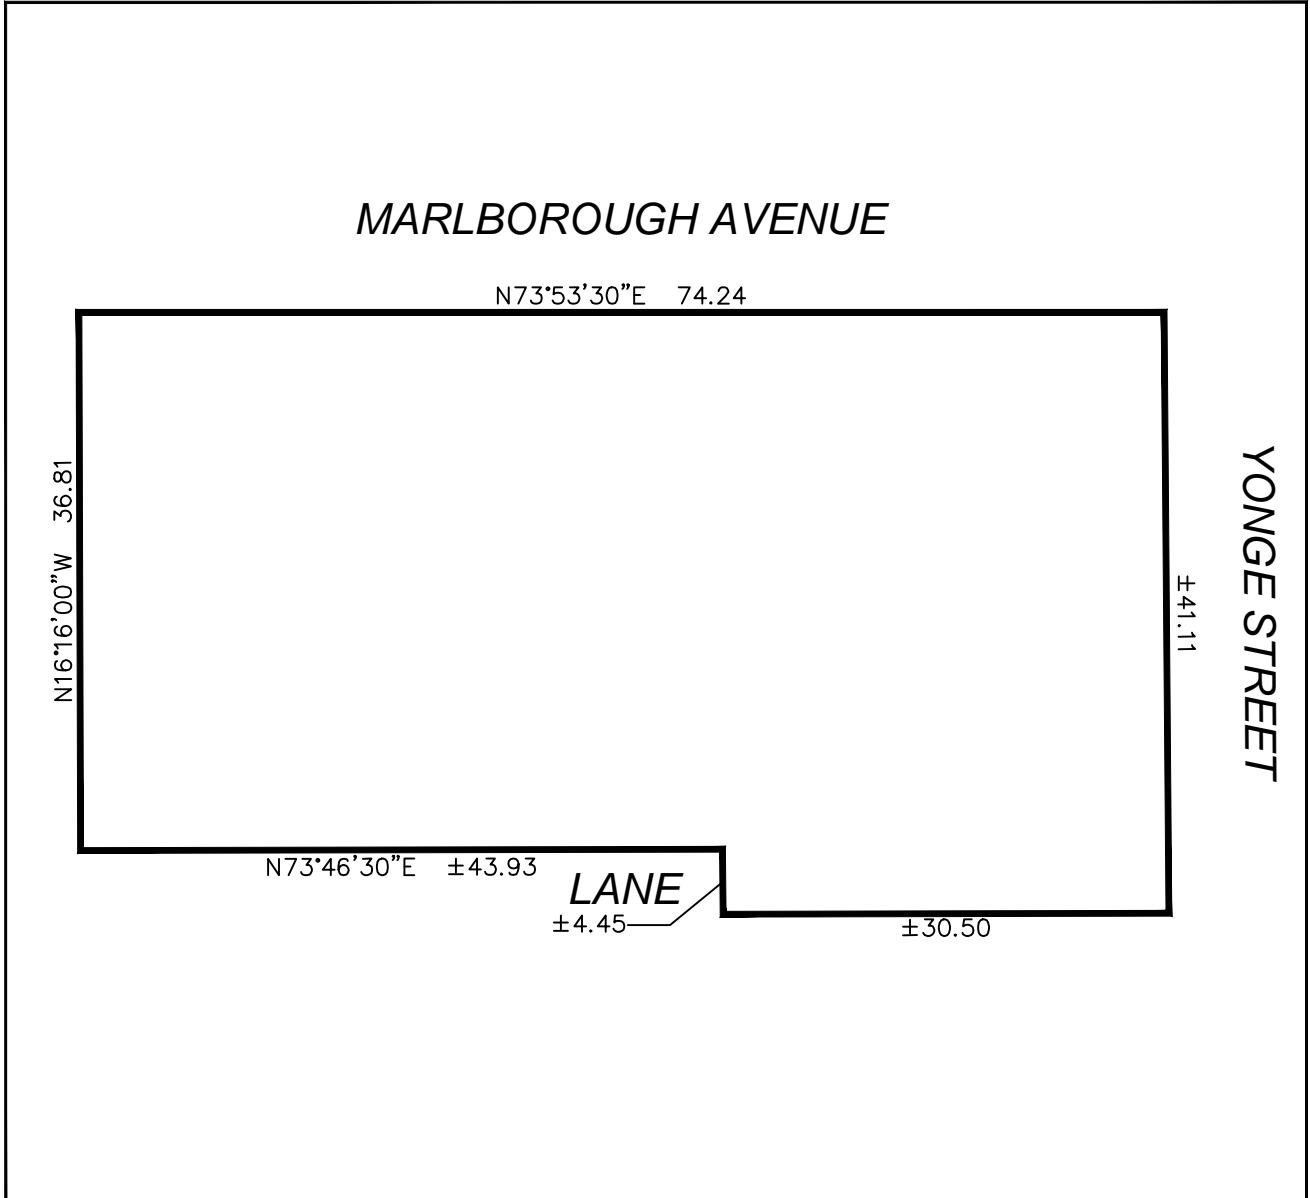 MARLBOROUGH AVENUE
N73°53'30"E 74.24
N16°16'00"W 36.81
YONGE STREET
±41.11
N73°46'30"E ±43.93
LANE
±4.45
±30.50